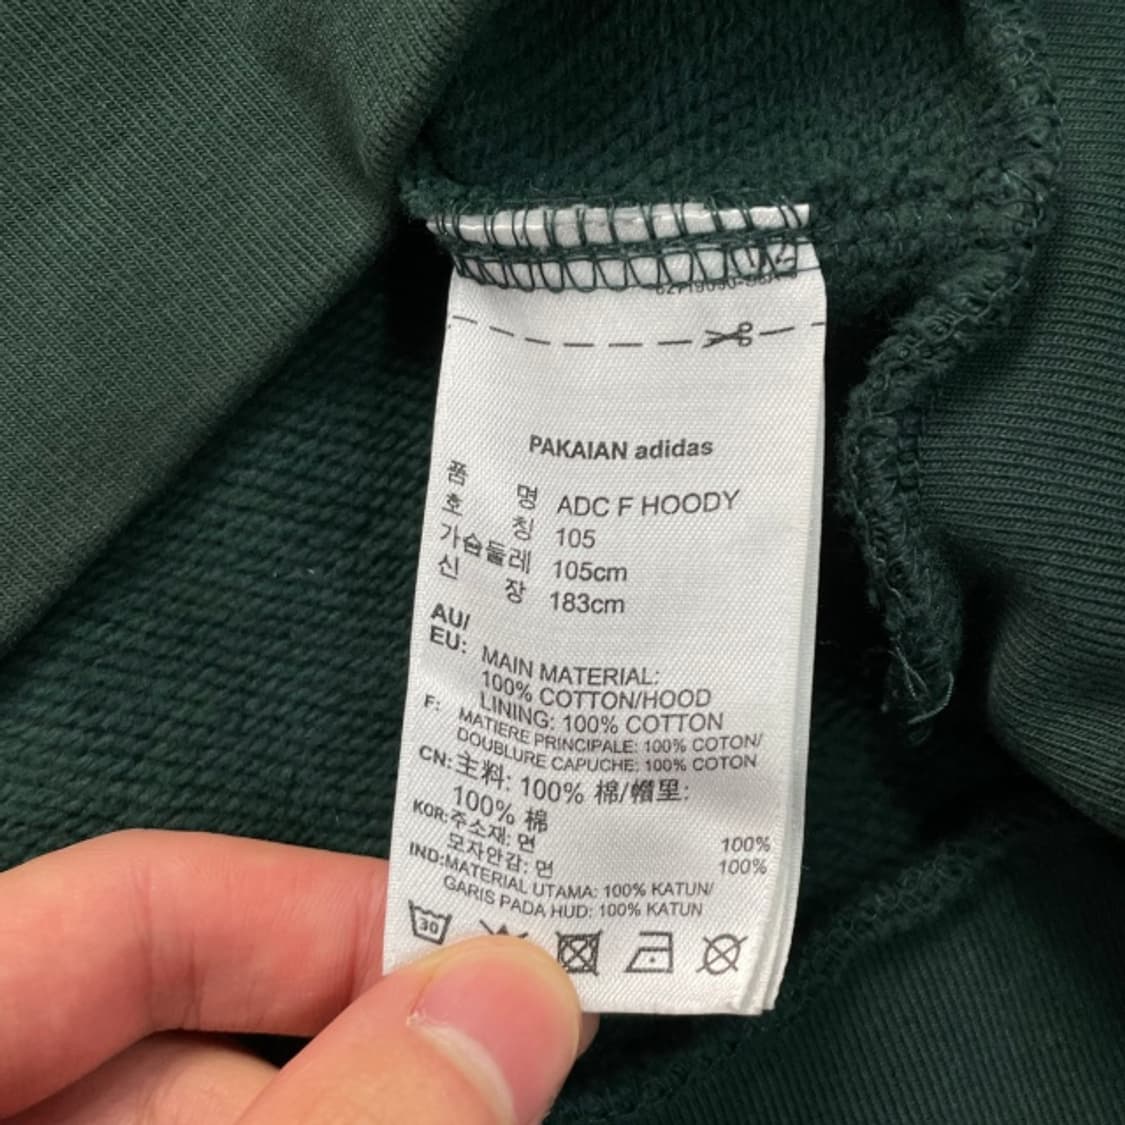 PAKAIAN adidas
품 명 ADC F HOODY
호 칭 105
가슴둘레 105cm
신 장 183cm
AU/
EU: MAIN MATERIAL:
100% COTTON/HOOD
LINING: 100% COTTON
F: MATIERE PRINCIPALE: 100% COTON/
DOUBLURE CAPUCHE: 100% COTON
CN: 主料: 100% 棉/帽里:
100% 棉
KOR: 주소재: 면 100%
모자안감: 면 100%
IND: MATERIAL UTAMA: 100% KATUN/
GARIS PADA HUD: 100% KATUN
30